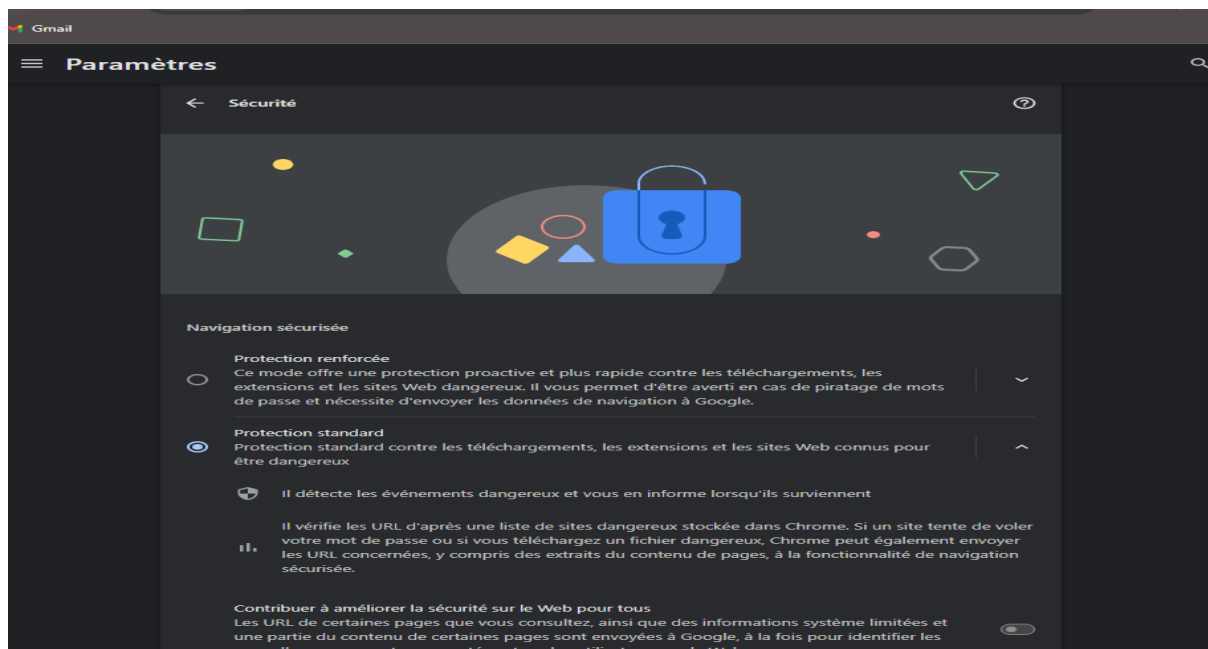 Gmail
Paramètres
Sécurité
Navigation sécurisée
Protection renforcée
Ce mode offre une protection proactive et plus rapide contre les téléchargements, les
extensions et les sites Web dangereux. Il vous permet d'être averti en cas de piratage de mots
de passe et nécessite d'envoyer les données de navigation à Google.
Protection standard
Protection standard contre les téléchargements, les extensions et les sites Web connus pour
être dangereux
Il détecte les événements dangereux et vous en informe lorsqu'ils surviennent
Il vérifie les URL d'après une liste de sites dangereux stockée dans Chrome. Si un site tente de voler
votre mot de passe ou si vous téléchargez un fichier dangereux, Chrome peut également envoyer
les URL concernées, y compris des extraits du contenu de pages, à la fonctionnalité de navigation
sécurisée.
Contribuer à améliorer la sécurité sur le Web pour tous
Les URL de certaines pages que vous consultez, ainsi que des informations système limitées et
une partie du contenu de certaines pages sont envoyées à Google, à la fois pour identifier les